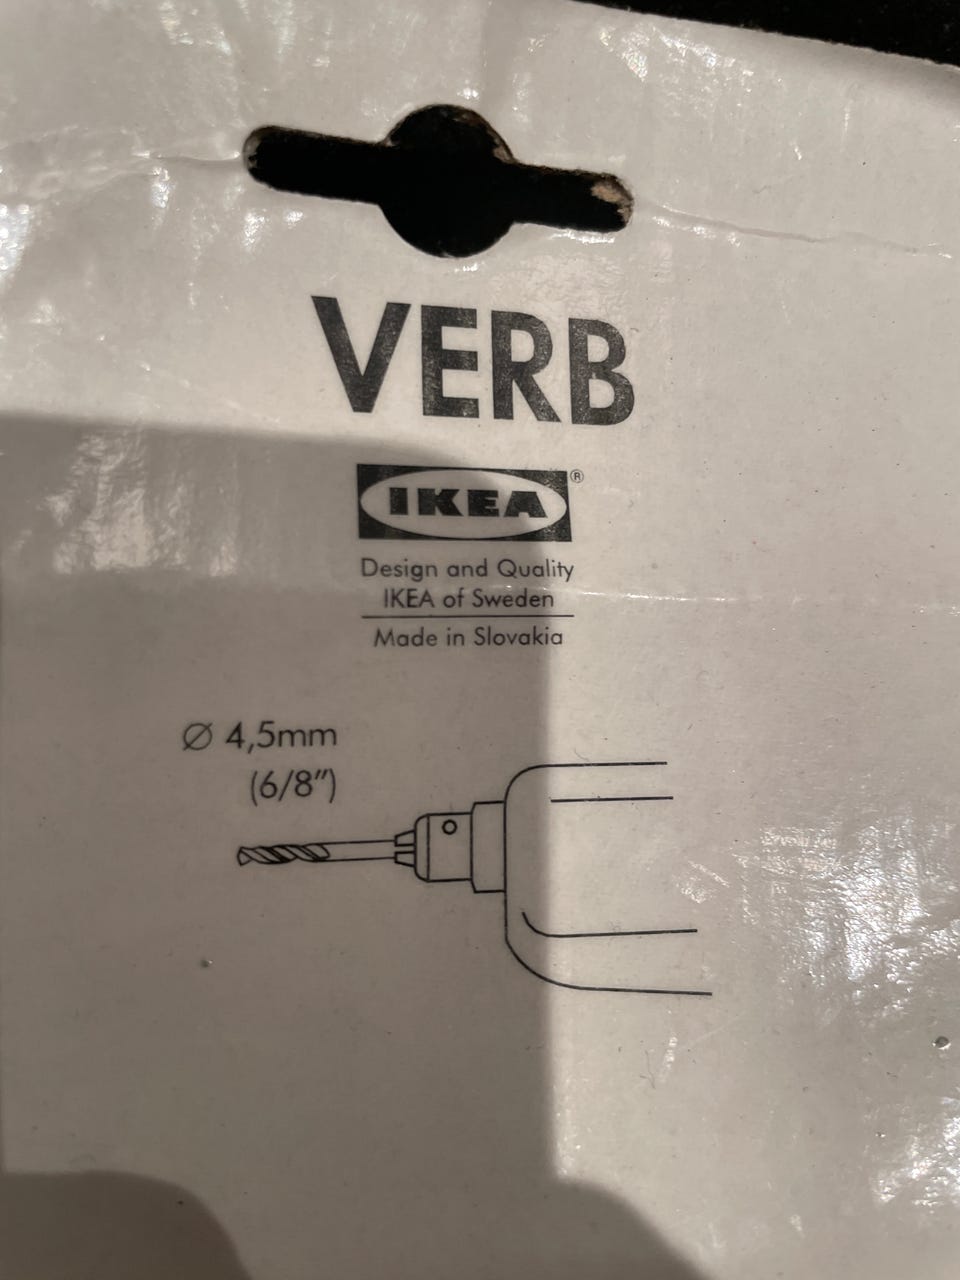 VERB
IKEA®
Design and Quality
IKEA of Sweden
Made in Slovakia
Ø 4,5mm
(6/8")